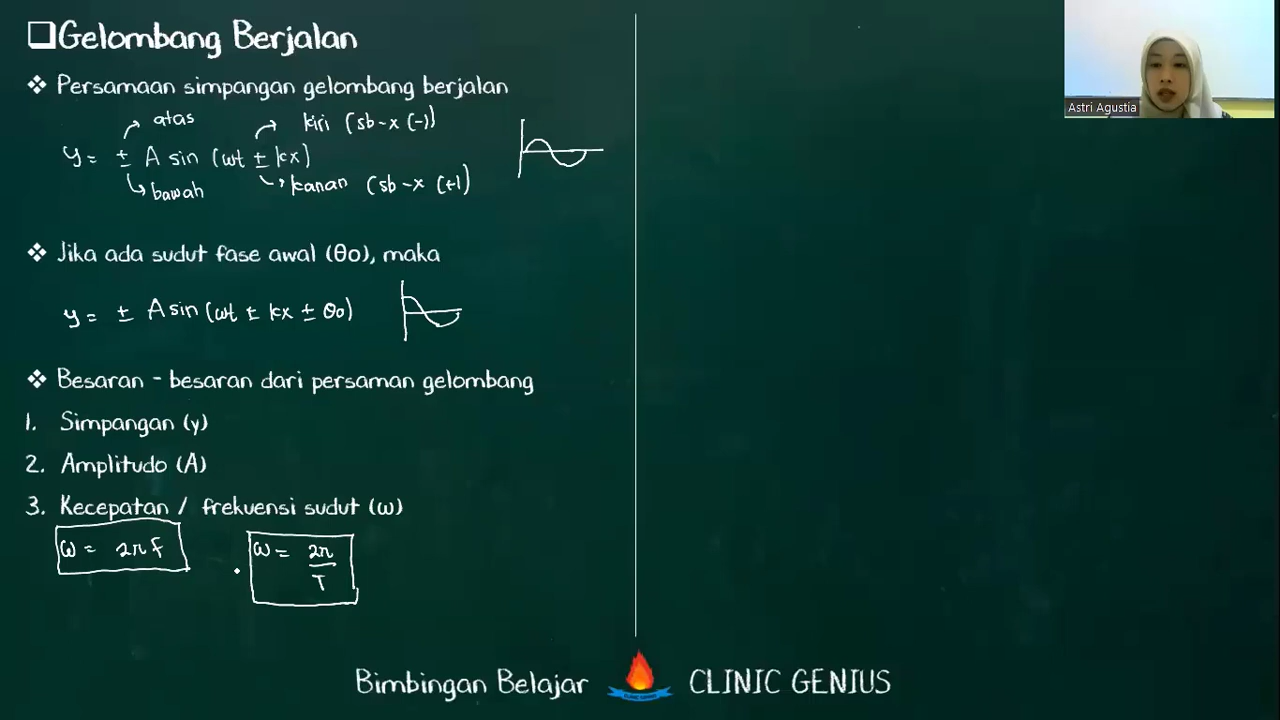 Gelombang Berjalan
❖ Persamaan simpangan gelombang berjalan
atas
kiri (sb-x (-))
y = ± A sin (ωt ± kx)
bawah
kanan (sb-x (+))
❖ Jika ada sudut fase awal (θo), maka
y = ± A sin (ωt ± kx ± θo)
❖ Besaran - besaran dari persaman gelombang
1. Simpangan (y)
2. Amplitudo (A)
3. Kecepatan / frekuensi sudut (ω)
ω = 2πf
ω = 2π/T
Astri Agustia
Bimbingan Belajar CLINIC GENIUS